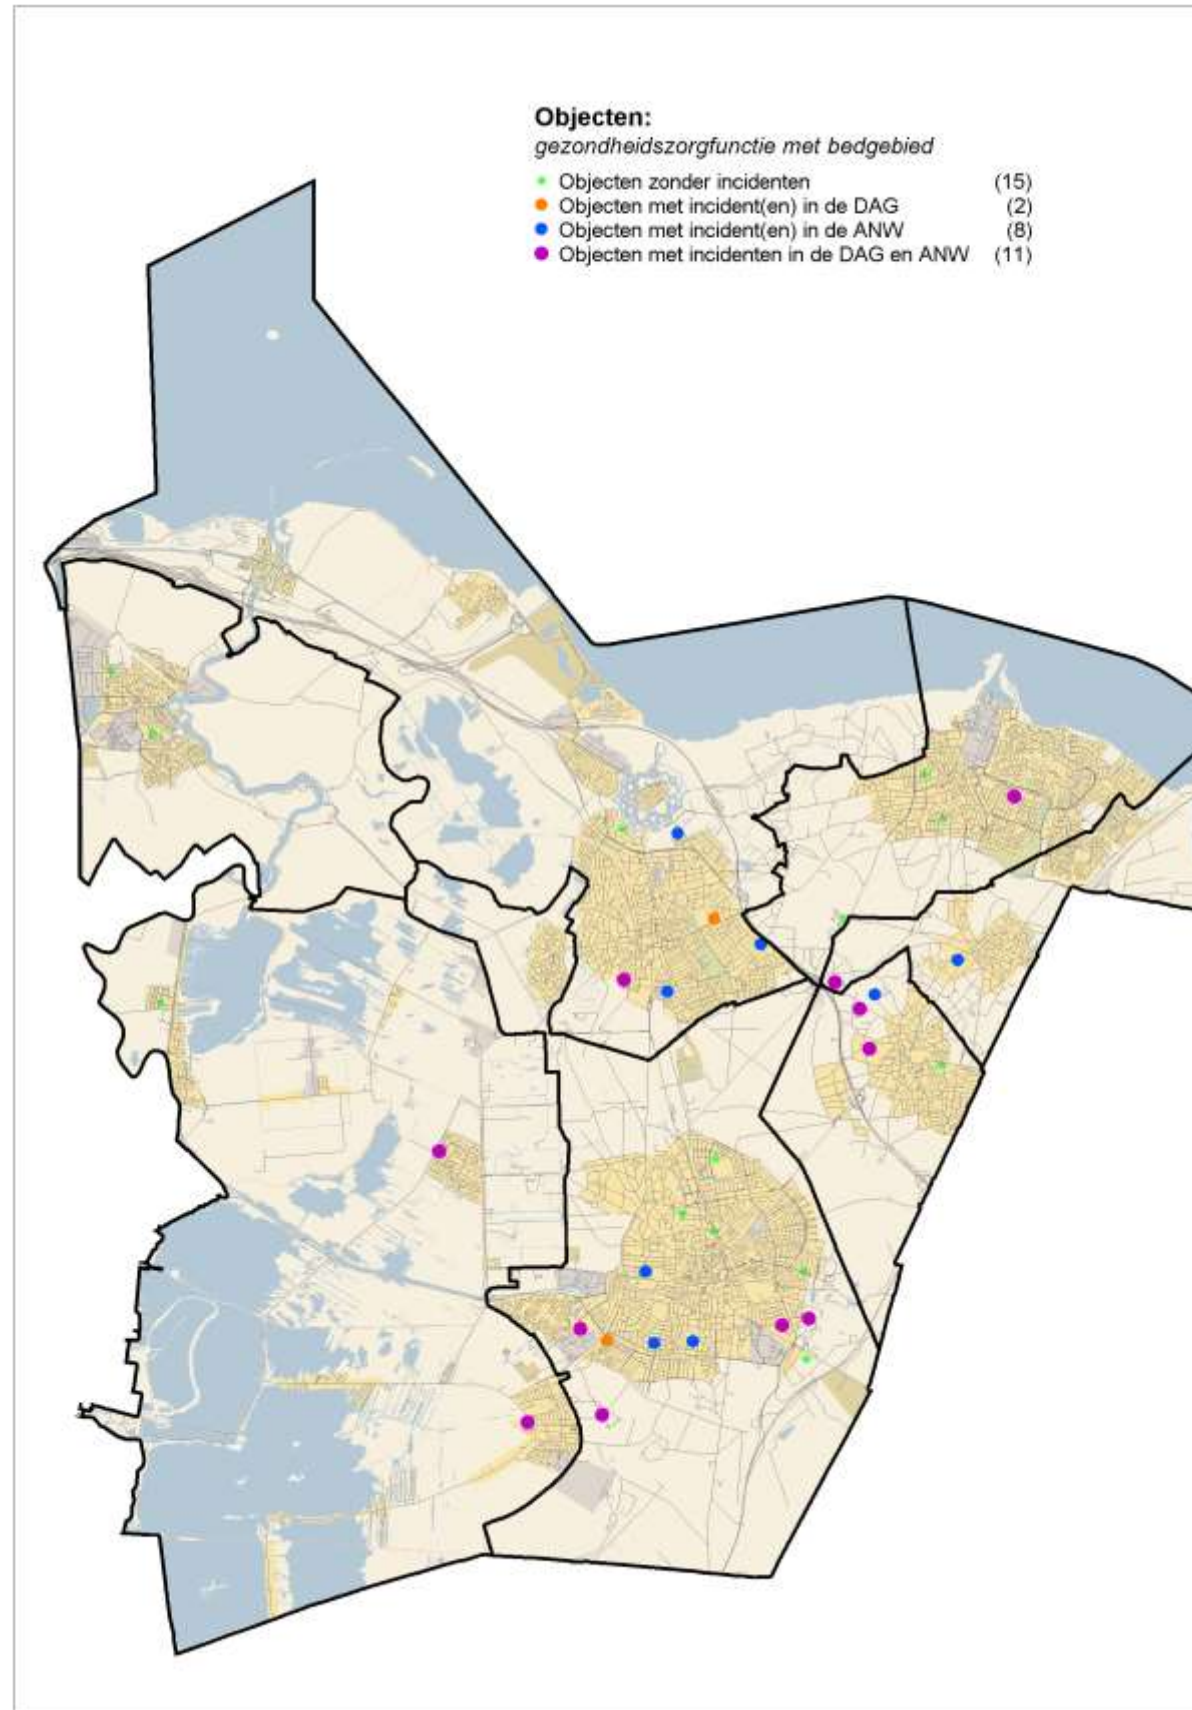 Objecten:
gezondheidszorgfunctie met bedgebied
Objecten zonder incidenten (15)
Objecten met incident(en) in de DAG (2)
Objecten met incident(en) in de ANW (8)
Objecten met incidenten in de DAG en ANW (11)